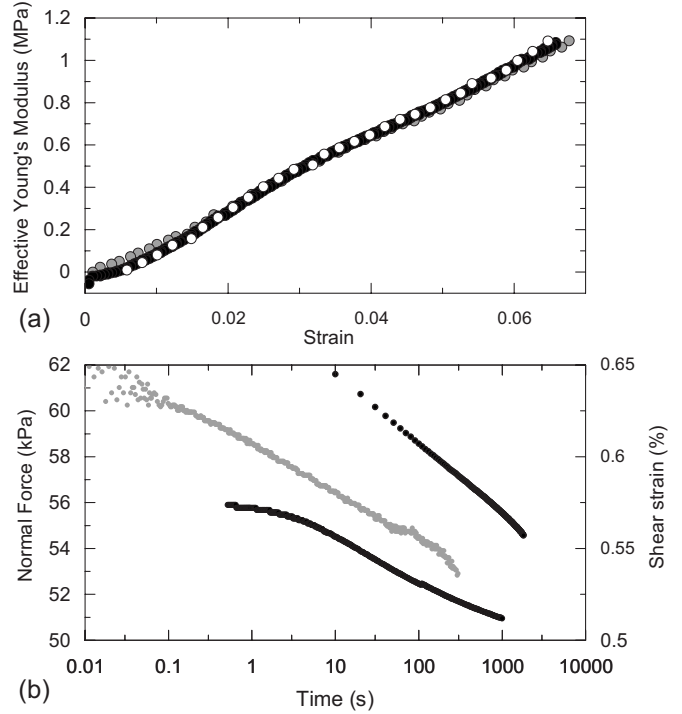 Effective Young's Modulus (MPa)
1.2
1
0.8
0.6
0.4
0.2
0
0 0.02 0.04 0.06
Strain
(a)
Normal Force (kPa)
62
60
58
56
54
52
50
0.65
0.6
0.55
0.5
Shear strain (%)
0.01 0.1 1 10 100 1000 10000
Time (s)
(b)